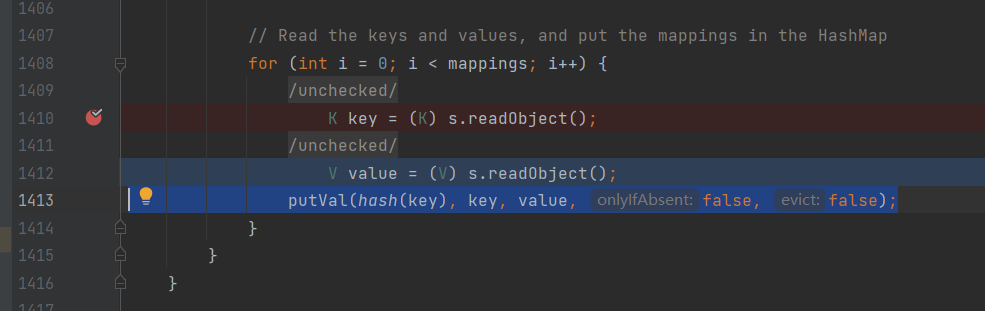 1406
1407 // Read the keys and values, and put the mappings in the HashMap
1408 for (int i = 0; i < mappings; i++) {
1409 /unchecked/
1410 K key = (K) s.readObject();
1411 /unchecked/
1412 V value = (V) s.readObject();
1413 putVal(hash(key), key, value, onlyIfAbsent: false, evict: false);
1414 }
1415 }
1416 }
1417